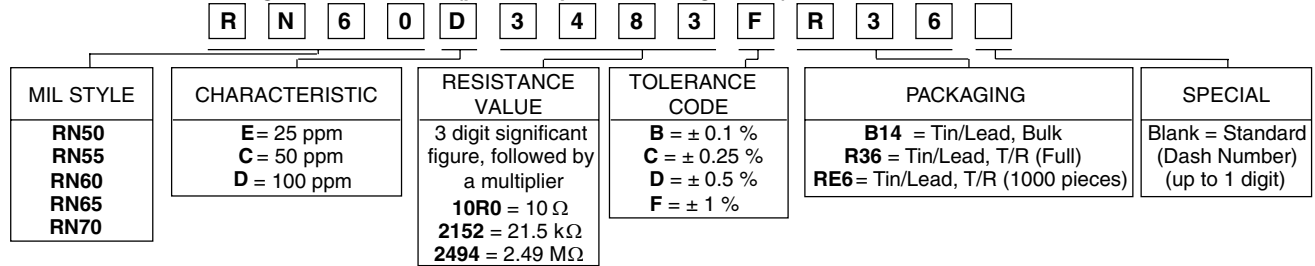 R N 6 0 D 3 4 8 3 F R 3 6
MIL STYLE
RN50
RN55
RN60
RN65
RN70
CHARACTERISTIC
E = 25 ppm
C = 50 ppm
D = 100 ppm
RESISTANCE
VALUE
3 digit significant
figure, followed by
a multiplier
10R0 = 10 Ω
2152 = 21.5 kΩ
2494 = 2.49 MΩ
TOLERANCE
CODE
B = ± 0.1 %
C = ± 0.25 %
D = ± 0.5 %
F = ± 1 %
PACKAGING
B14 = Tin/Lead, Bulk
R36 = Tin/Lead, T/R (Full)
RE6 = Tin/Lead, T/R (1000 pieces)
SPECIAL
Blank = Standard
(Dash Number)
(up to 1 digit)